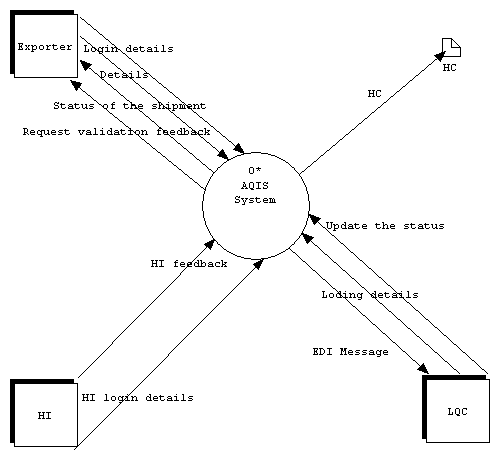 Exporter
Login details
Details
Status of the shipment
Request validation feedback
HC
HC
0*
AQIS
System
Update the status
HI feedback
Loding details
EDI Message
HI login details
HI
LQC